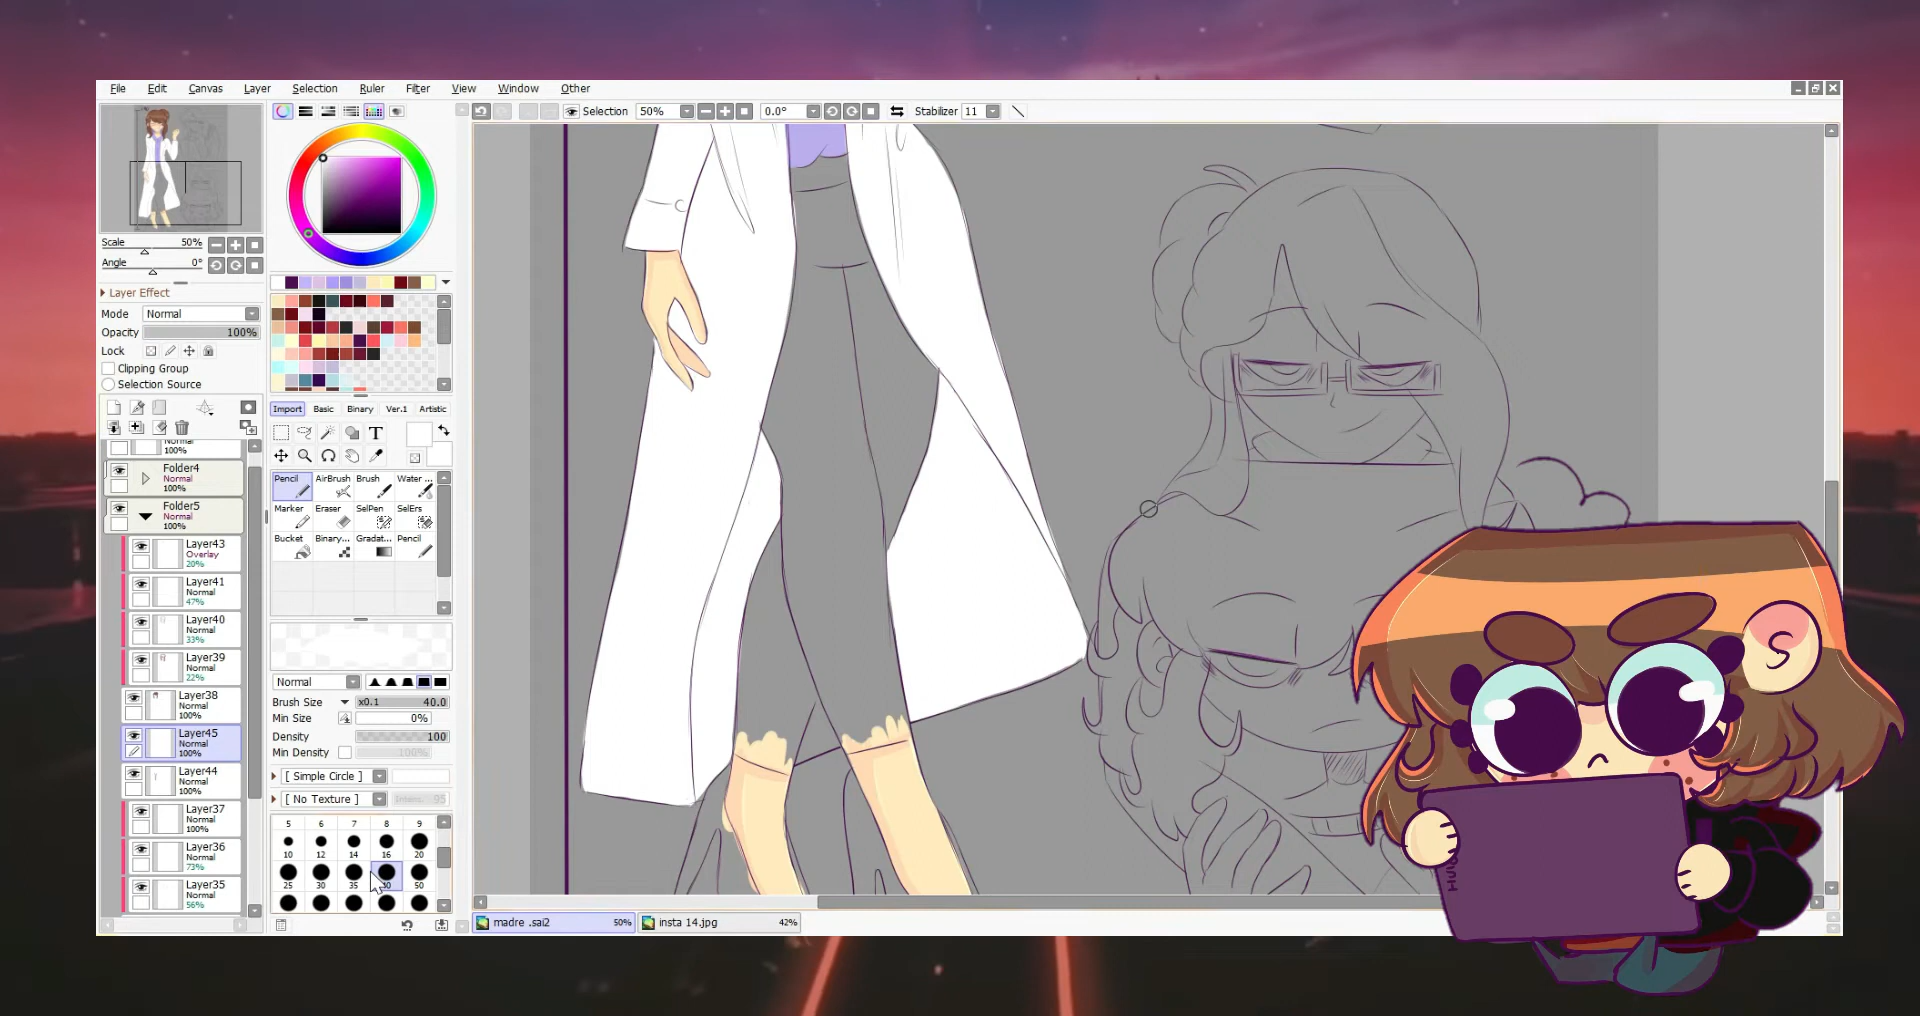 File Edit Canvas Layer Selection Ruler Filter View Window Other
Selection 50% 0.0° Stabilizer 11
Scale 50%
Angle 0°
Layer Effect
Mode Normal
Opacity 100%
Lock
Clipping Group
Selection Source
Normal
100%
Folder4
Normal
100%
Folder5
Normal
100%
Layer43
Overlay
20%
Layer41
Normal
47%
Layer40
Normal
33%
Layer39
Normal
22%
Layer38
Normal
100%
Layer45
Normal
100%
Layer44
Normal
100%
Layer37
Normal
100%
Layer36
Normal
73%
Layer35
Normal
56%
Import Basic Binary Ver.1 Artistic
T
Pencil AirBrush Brush Water ...
Marker Eraser SelPen SelErs
Bucket Binary... Gradat... Pencil
Normal
Brush Size x0.1 40.0
Min Size 0%
Density 100
Min Density 100%
[ Simple Circle ]
[ No Texture ] 95
5 6 7 8 9
10 12 14 16 20
25 30 35 50
madre .sai2 50% insta 14.jpg 42%